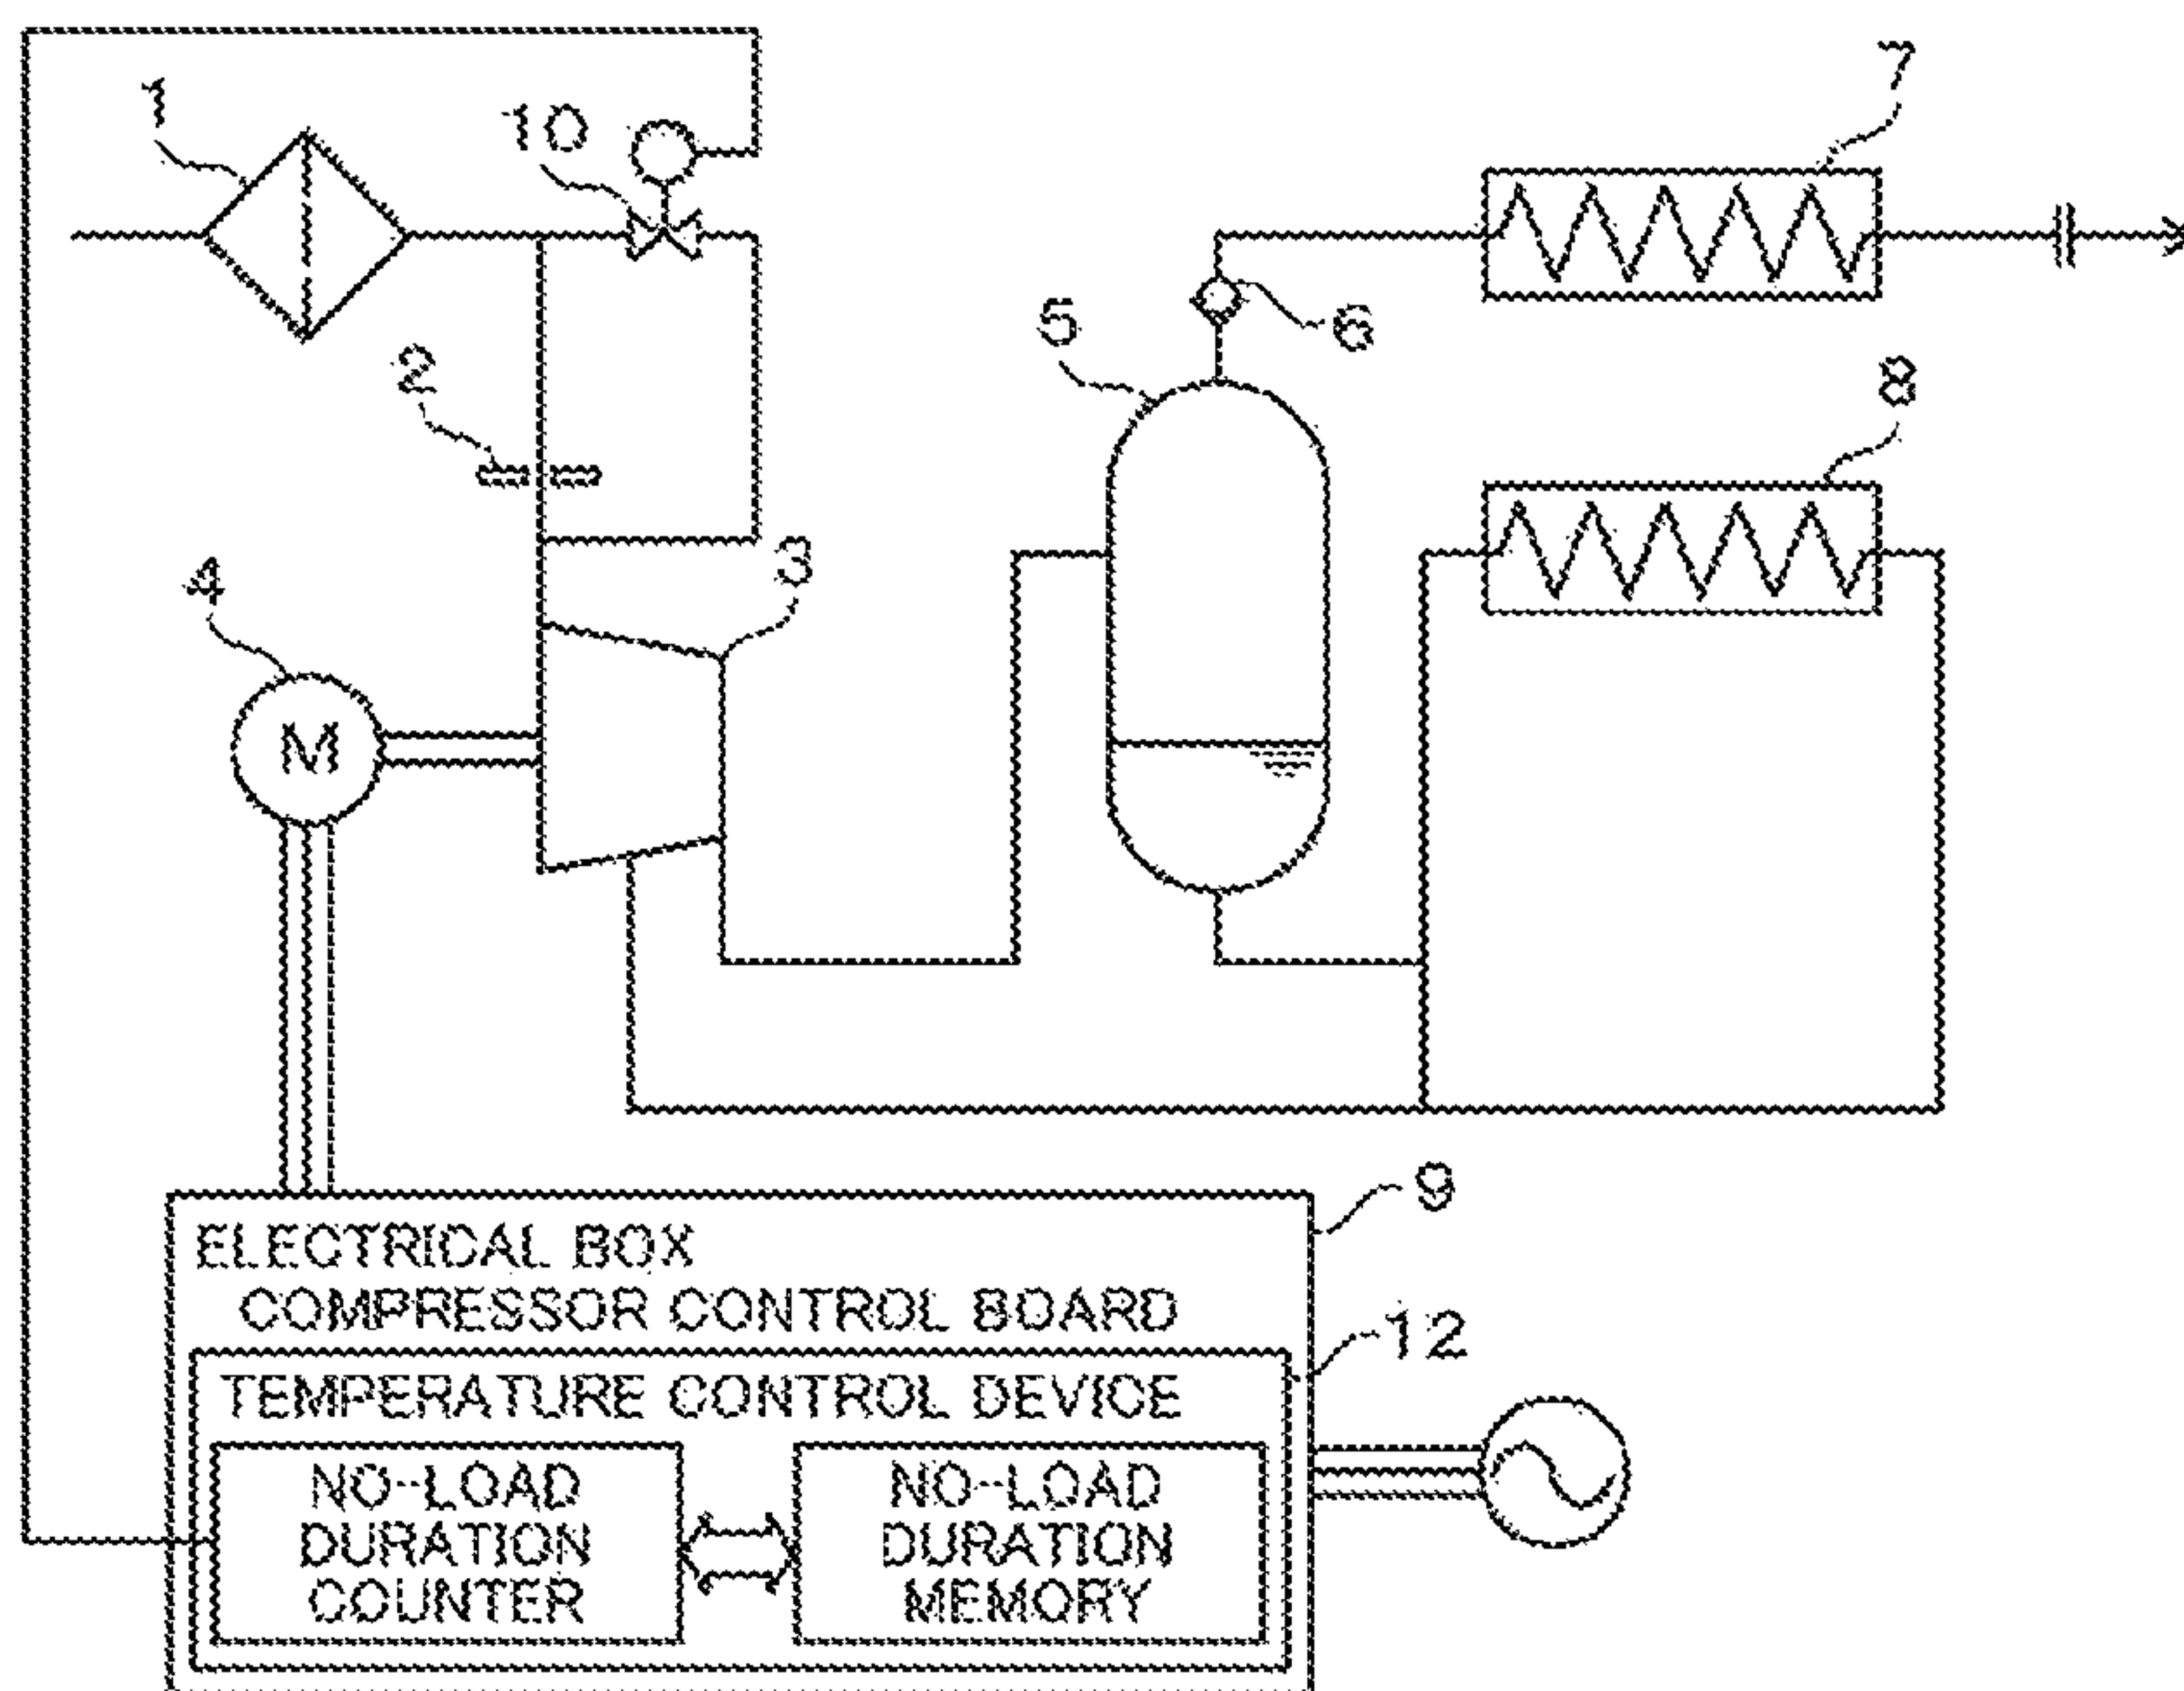 7
1
10
5
6
2
8
3
4
M
9
ELECTRICAL BOX
COMPRESSOR CONTROL BOARD
12
TEMPERATURE CONTROL DEVICE
NO-LOAD
DURATION
COUNTER
NO-LOAD
DURATION
MEMORY